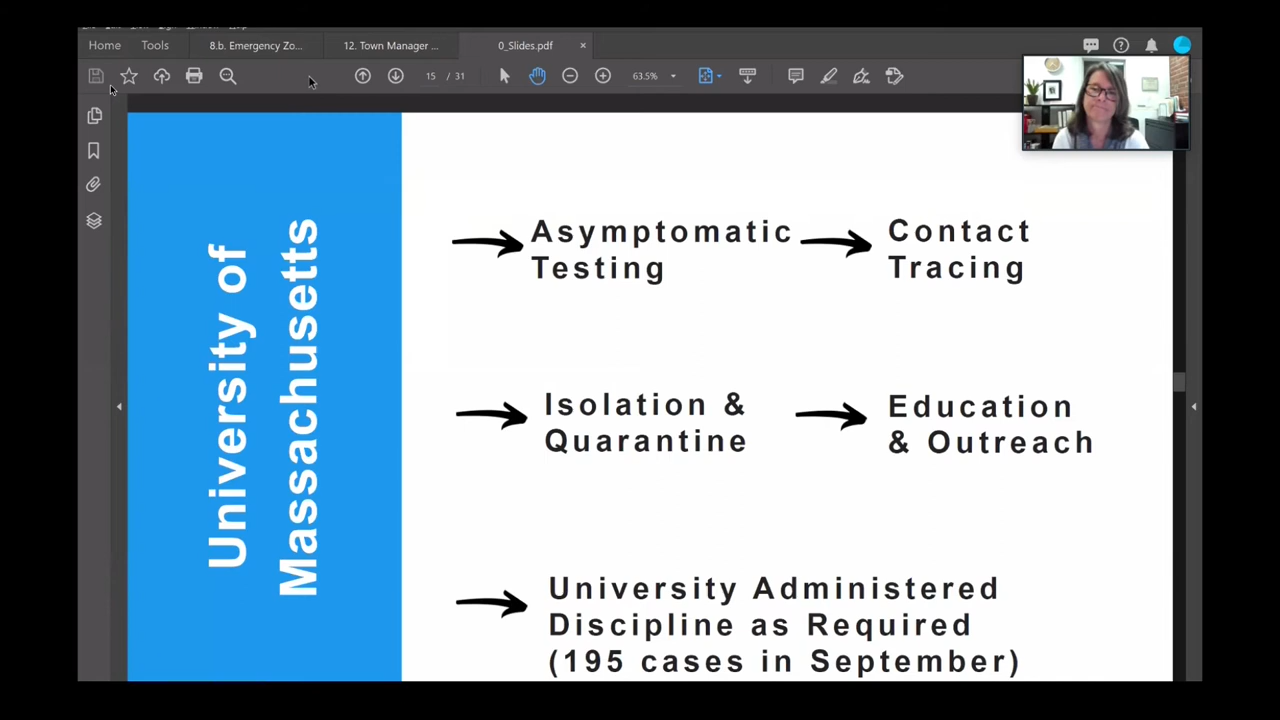 Home
Tools
8.b. Emergency Zo...
12. Town Manager ...
0_Slides.pdf
×
15 / 31
63.5%
University of
Massachusetts
Asymptomatic
Testing
Contact
Tracing
Isolation &
Quarantine
Education
& Outreach
University Administered
Discipline as Required
(195 cases in September)